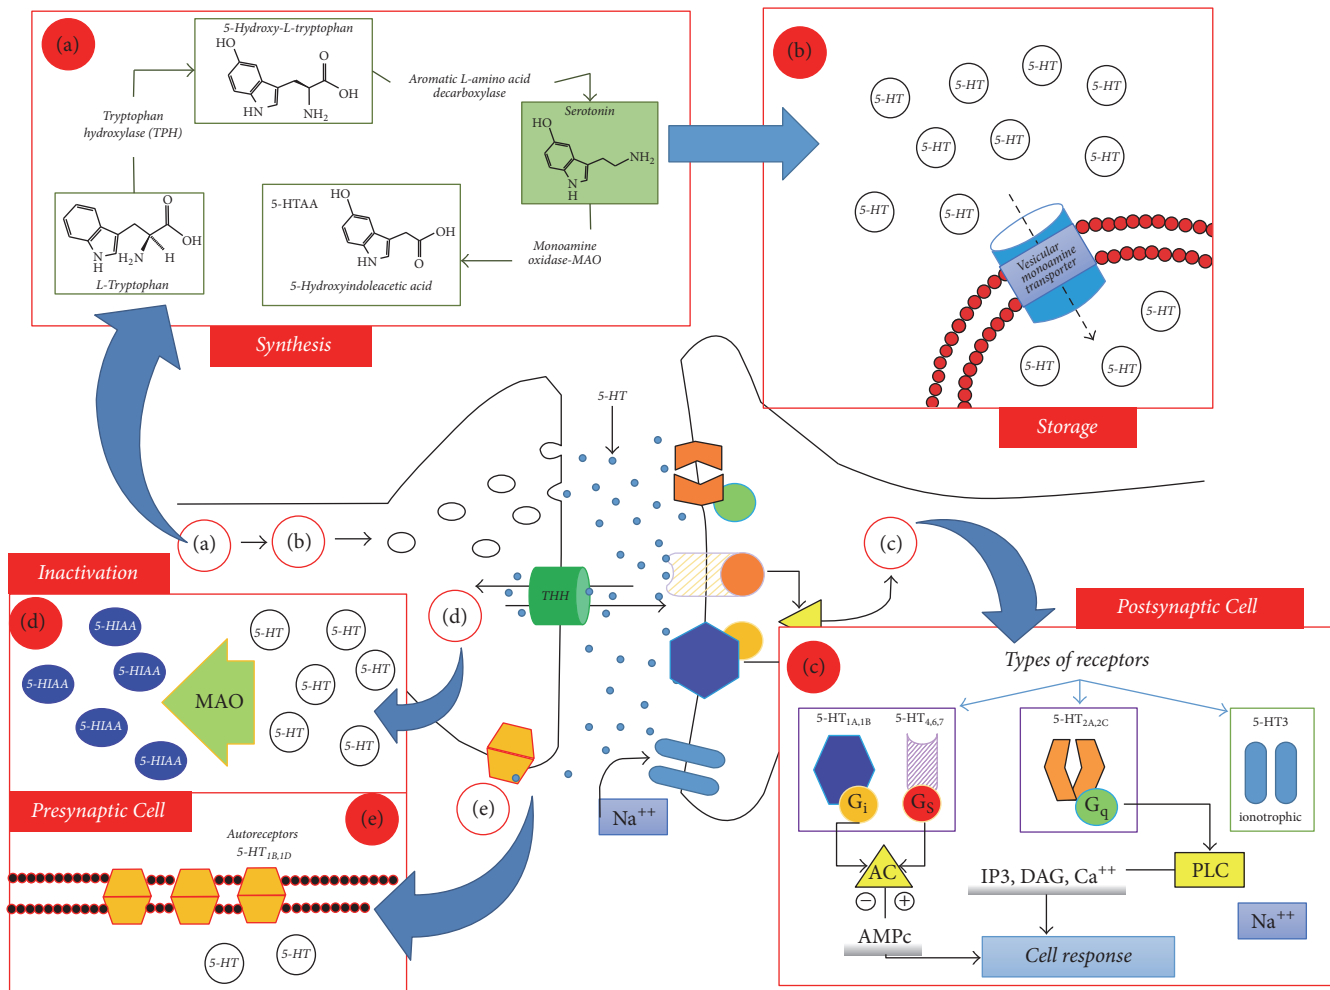 (a)
5-Hydroxy-L-tryptophan
HO
O
OH
HN
NH2
Tryptophan
hydroxylase (TPH)
Aromatic L-amino acid
decarboxylase
Serotonin
HO
NH2
N
H
O
OH
N
H
H2N
H
L-Tryptophan
5-HTAA
HO
OH
O
HN
5-Hydroxyindoleacetic acid
Monoamine
oxidase-MAO
Synthesis
(b)
5-HT
5-HT
5-HT
5-HT
5-HT
5-HT
5-HT
5-HT
5-HT
Vesicular
monoamine
transporter
5-HT
5-HT
5-HT
Storage
5-HT
(a)
(b)
(c)
THH
(d)
(e)
Na++
Inactivation
(d)
5-HIAA
5-HIAA
5-HIAA
5-HIAA
5-HIAA
MAO
5-HT
5-HT
5-HT
5-HT
5-HT
5-HT
Presynaptic Cell
(e)
Autoreceptors
5-HT1B,1D
5-HT
5-HT
Postsynaptic Cell
(c)
Types of receptors
5-HT1A,1B
5-HT4,6,7
Gi
GS
AC
−
+
AMPc
5-HT2A,2C
Gq
5-HT3
ionotrophic
PLC
IP3, DAG, Ca++
Na++
Cell response